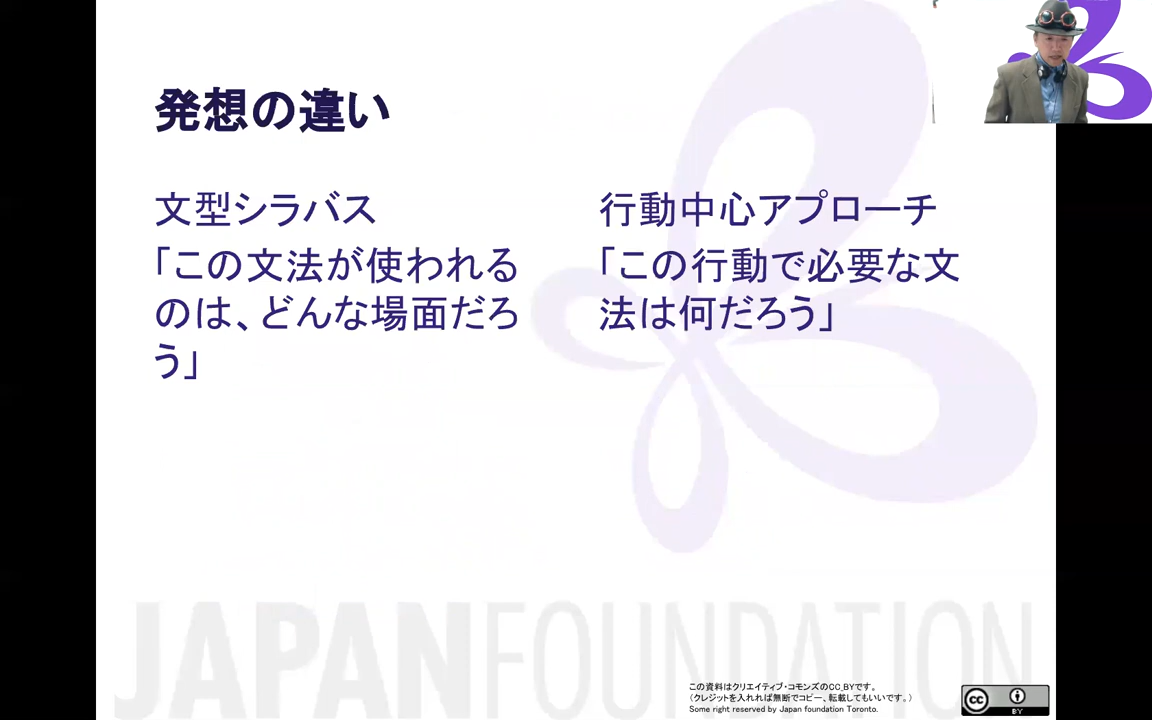 発想の違い
文型シラバス
「この文法が使われる
のは、どんな場面だろ
う」
行動中心アプローチ
「この行動で必要な文
法は何だろう」
JAPANFOUNDATION
この資料はクリエイティブ・コモンズのCC_BYです。
（クレジットを入れれば無断でコピー、転載してもいいです。）
Some right reserved by Japan foundation Toronto.
cc
BY